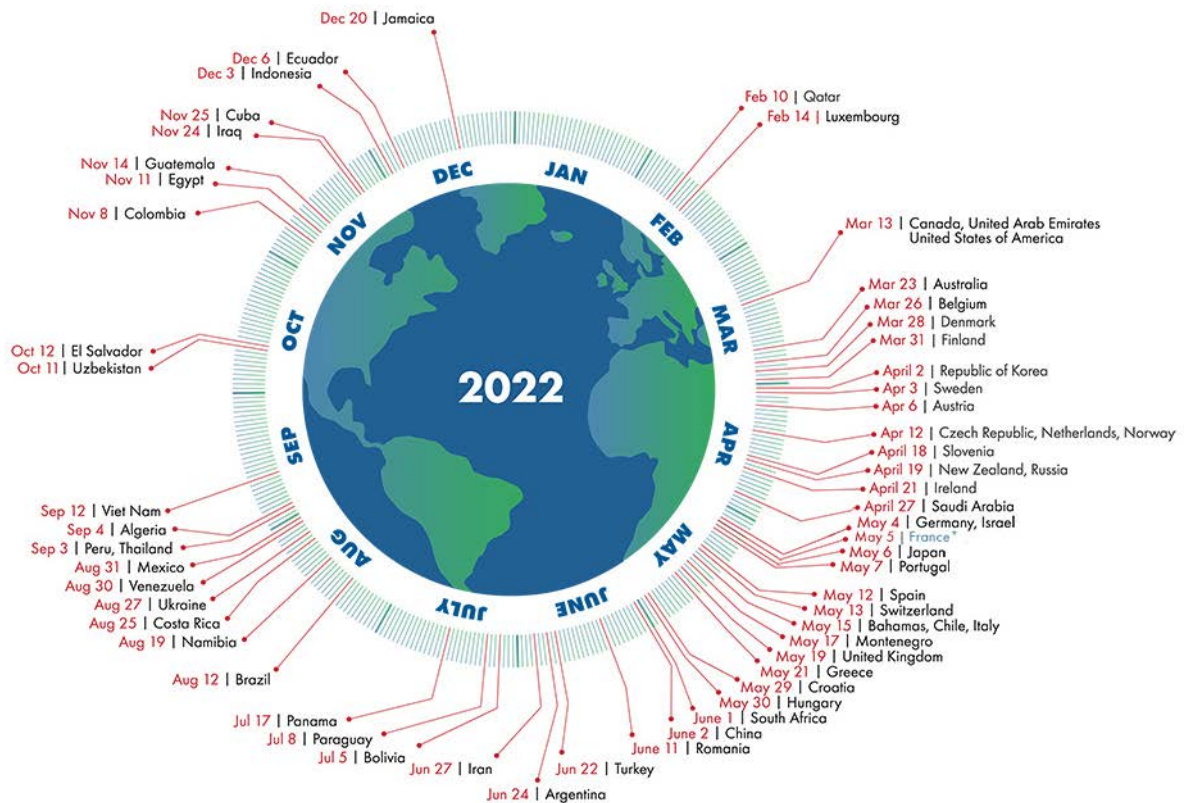 Dec 20 | Jamaica
Dec 6 | Ecuador
Dec 3 | Indonesia
Nov 25 | Cuba
Nov 24 | Iraq
Nov 14 | Guatemala
Nov 11 | Egypt
Nov 8 | Colombia
Oct 12 | El Salvador
Oct 11 | Uzbekistan
Sep 12 | Viet Nam
Sep 4 | Algeria
Sep 3 | Peru, Thailand
Aug 31 | Mexico
Aug 30 | Venezuela
Aug 27 | Ukraine
Aug 25 | Costa Rica
Aug 19 | Namibia
Aug 12 | Brazil
Jul 17 | Panama
Jul 8 | Paraguay
Jul 5 | Bolivia
Jun 27 | Iran
Jun 24 | Argentina
Jun 22 | Turkey
Feb 10 | Qatar
Feb 14 | Luxembourg
Mar 13 | Canada, United Arab Emirates
United States of America
Mar 23 | Australia
Mar 26 | Belgium
Mar 28 | Denmark
Mar 31 | Finland
April 2 | Republic of Korea
Apr 3 | Sweden
Apr 6 | Austria
Apr 12 | Czech Republic, Netherlands, Norway
April 18 | Slovenia
April 19 | New Zealand, Russia
April 21 | Ireland
April 27 | Saudi Arabia
May 4 | Germany, Israel
May 5 | France*
May 6 | Japan
May 7 | Portugal
May 12 | Spain
May 13 | Switzerland
May 15 | Bahamas, Chile, Italy
May 17 | Montenegro
May 19 | United Kingdom
May 21 | Greece
May 29 | Croatia
May 30 | Hungary
June 1 | South Africa
June 2 | China
June 11 | Romania
JAN
FEB
MAR
APR
MAY
JUNE
JULY
AUG
SEP
OCT
NOV
DEC
2022